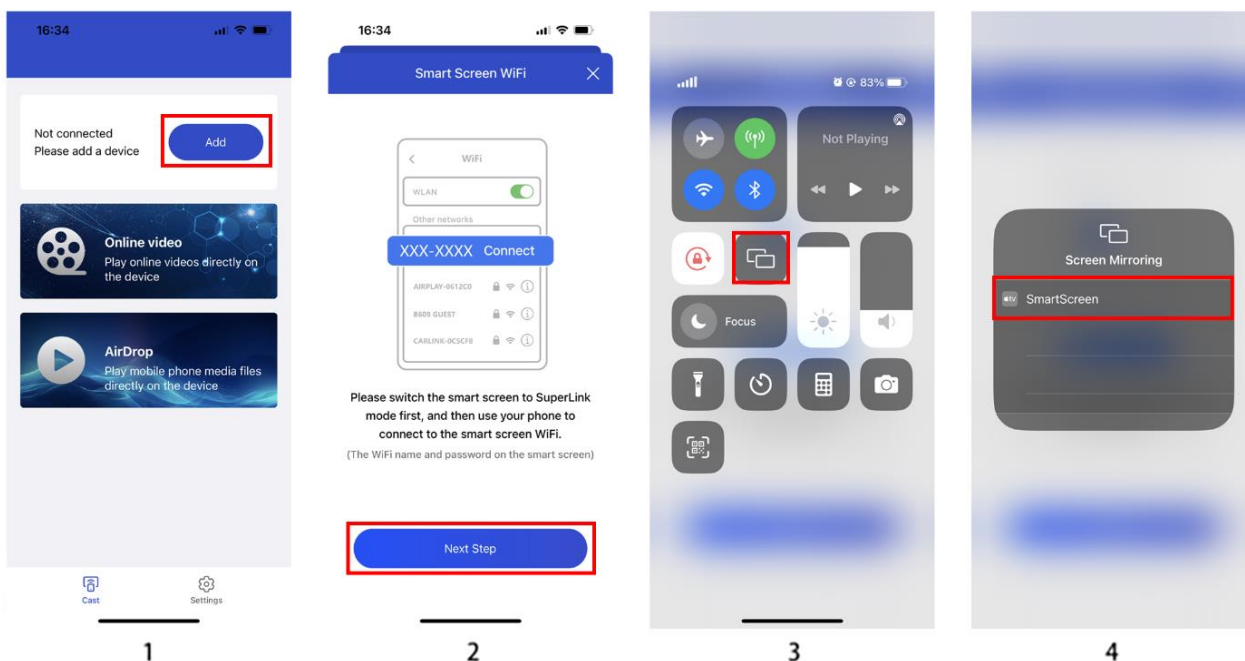 16:34
Not connected
Please add a device
Add
Online video
Play online videos directly on
the device
AirDrop
Play mobile phone media files
directly on the device
Cast
Settings
1
16:34
Smart Screen WiFi
WiFi
WLAN
Other networks
XXX-XXXX Connect
AIRPLAY-0612C0
B609 GUEST
CARLINK-0C5CF8
Please switch the smart screen to SuperLink
mode first, and then use your phone to
connect to the smart screen WiFi.
(The WiFi name and password on the smart screen)
Next Step
2
83%
Not Playing
Focus
3
Screen Mirroring
tv SmartScreen
4